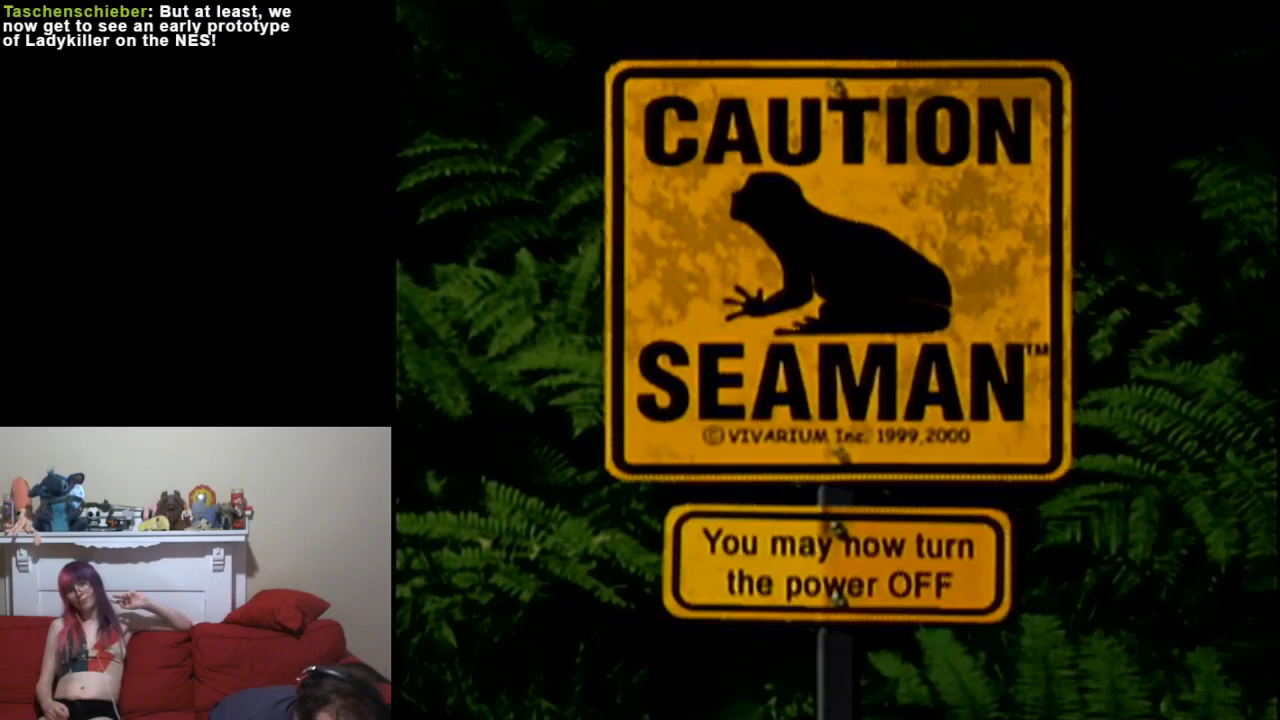 Taschenschieber: But at least, we
now get to see an early prototype
of Ladykiller on the NES!
CAUTION
SEAMAN™
©VIVARIUM Inc. 1999,2000
You may now turn
the power OFF